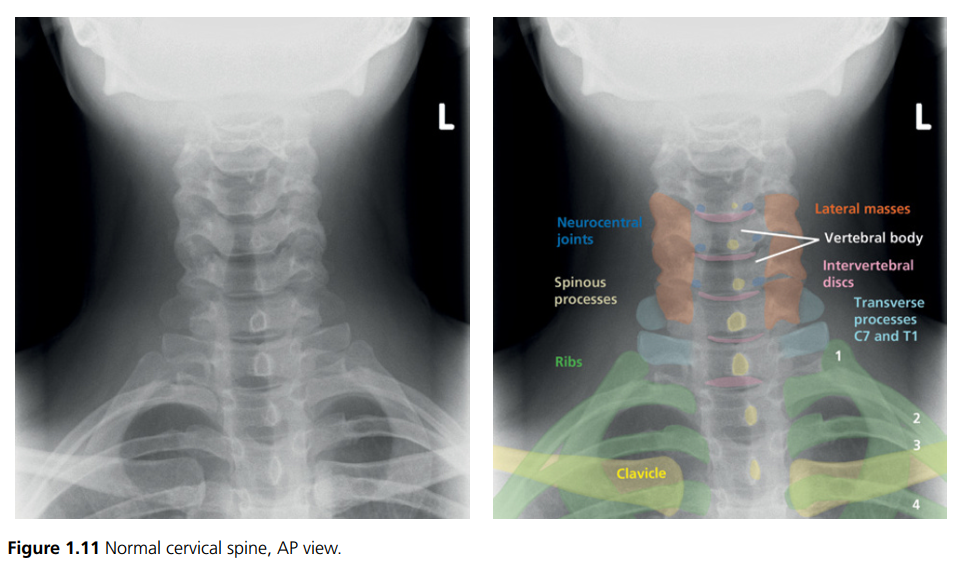 L
L
Lateral masses
Neurocentral
joints
Vertebral body
Intervertebral
discs
Spinous
processes
Transverse
processes
C7 and T1
Ribs
1
2
3
Clavicle
4
Figure 1.11 Normal cervical spine, AP view.